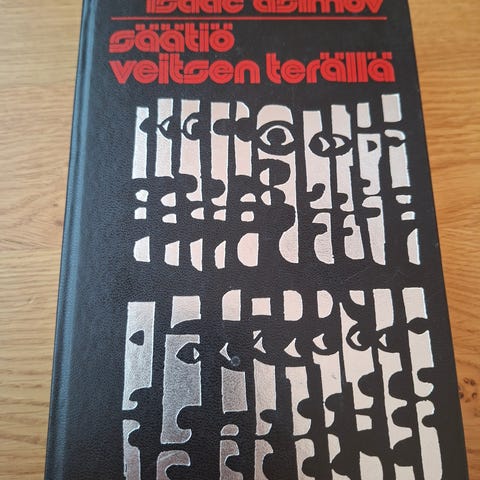 isaac asimov
säätiö
veitsen terällä